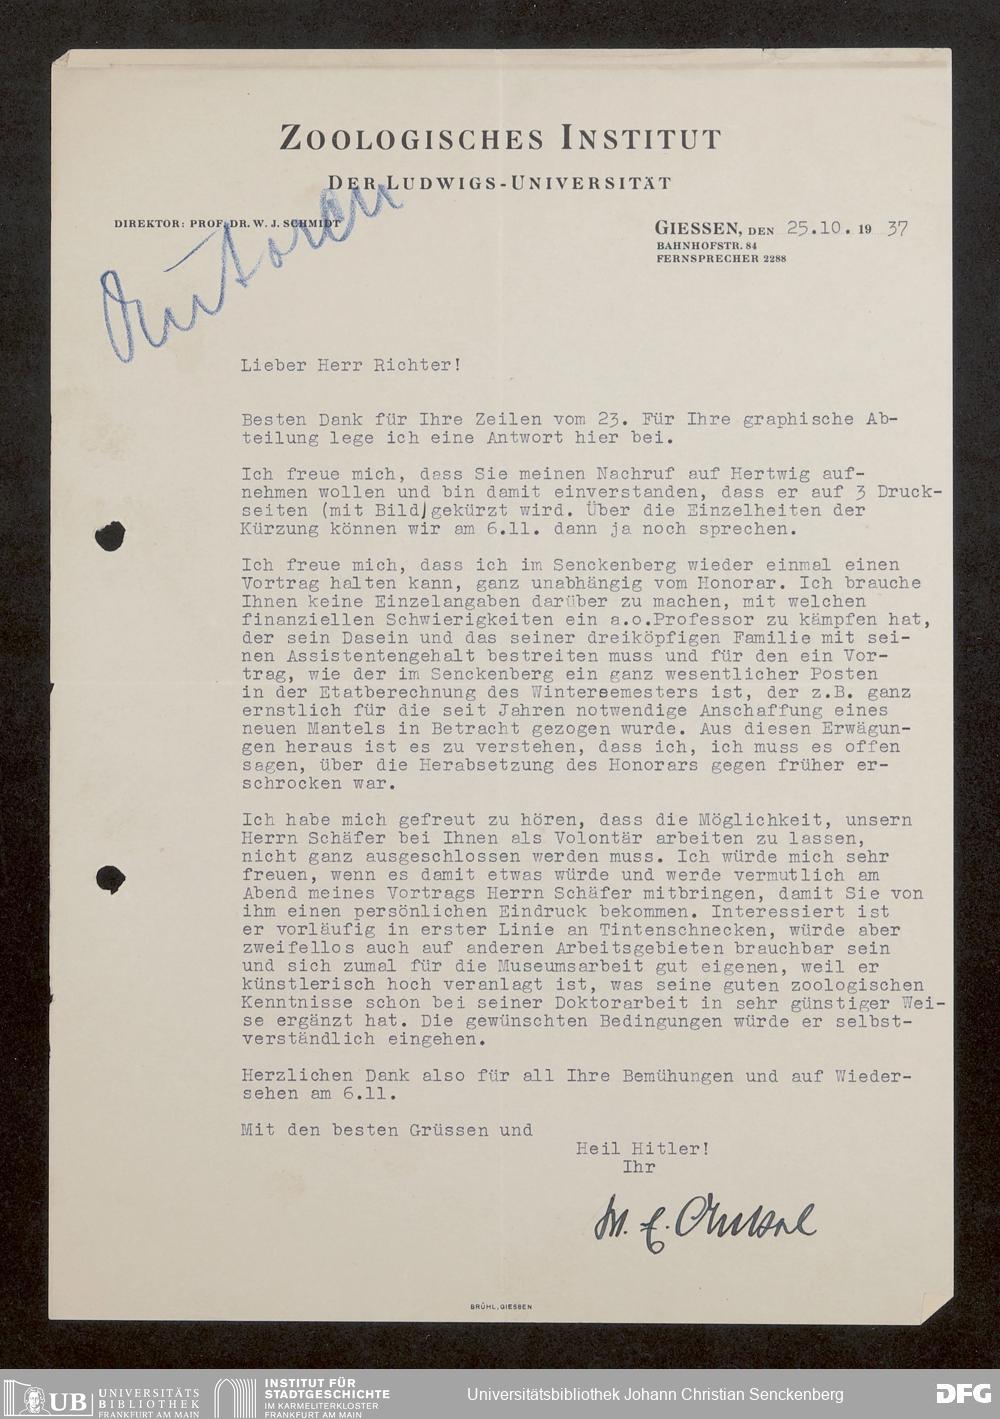 ZOOLOGISCHES INSTITUT
DER LUDWIGS-UNIVERSITÄT
DIREKTOR: PROF. DR. W. J. SCHMIDT
GIESSEN, DEN 25.10. 19 37
BAHNHOFSTR. 84
FERNSPRECHER 2288
Autoren
Lieber Herr Richter!
Besten Dank für Ihre Zeilen vom 23. Für Ihre graphische Ab-
teilung lege ich eine Antwort hier bei.
Ich freue mich, dass Sie meinen Nachruf auf Hertwig auf-
nehmen wollen und bin damit einverstanden, dass er auf 3 Druck-
seiten (mit Bild)gekürzt wird. Über die Einzelheiten der
Kürzung können wir am 6.11. dann ja noch sprechen.
Ich freue mich, dass ich im Senckenberg wieder einmal einen
Vortrag halten kann, ganz unabhängig vom Honorar. Ich brauche
Ihnen keine Einzelangaben darüber zu machen, mit welchen
finanziellen Schwierigkeiten ein a.o.Professor zu kämpfen hat,
der sein Dasein und das seiner dreiköpfigen Familie mit sei-
nen Assistentengehalt bestreiten muss und für den ein Vor-
trag, wie der im Senckenberg ein ganz wesentlicher Posten
in der Etatberechnung des Wintersemesters ist, der z.B. ganz
ernstlich für die seit Jahren notwendige Anschaffung eines
neuen Mantels in Betracht gezogen wurde. Aus diesen Erwägun-
gen heraus ist es zu verstehen, dass ich, ich muss es offen
sagen, über die Herabsetzung des Honorars gegen früher er-
schrocken war.
Ich habe mich gefreut zu hören, dass die Möglichkeit, unsern
Herrn Schäfer bei Ihnen als Volontär arbeiten zu lassen,
nicht ganz ausgeschlossen werden muss. Ich würde mich sehr
freuen, wenn es damit etwas würde und werde vermutlich am
Abend meines Vortrags Herrn Schäfer mitbringen, damit Sie von
ihm einen persönlichen Eindruck bekommen. Interessiert ist
er vorläufig in erster Linie an Tintenschnecken, würde aber
zweifellos auch auf anderen Arbeitsgebieten brauchbar sein
und sich zumal für die Museumsarbeit gut eigenen, weil er
künstlerisch hoch veranlagt ist, was seine guten zoologischen
Kenntnisse schon bei seiner Doktorarbeit in sehr günstiger Wei-
se ergänzt hat. Die gewünschten Bedingungen würde er selbst-
verständlich eingehen.
Herzlichen Dank also für all Ihre Bemühungen und auf Wieder-
sehen am 6.11.
Mit den besten Grüssen und
Heil Hitler!
Ihr
W. E. Ankel
BRÜHL, GIESSEN
UB UNIVERSITÄTS
BIBLIOTHEK
FRANKFURT AM MAIN
INSTITUT FÜR
STADTGESCHICHTE
IM KARMELITERKLOSTER
FRANKFURT AM MAIN
Universitätsbibliothek Johann Christian Senckenberg
DFG